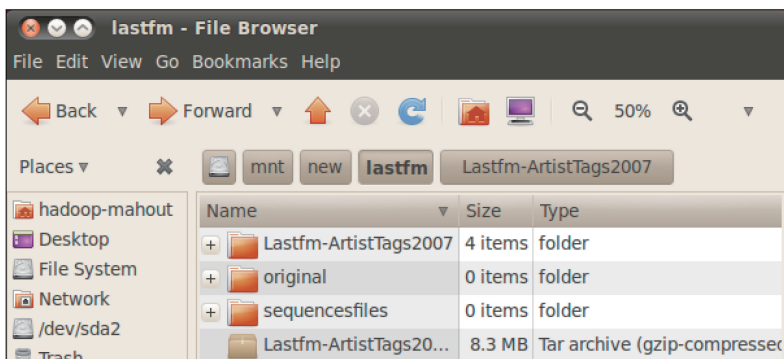 lastfm - File Browser
File Edit View Go Bookmarks Help
Back Forward 50%
Places mnt new lastfm Lastfm-ArtistTags2007
hadoop-mahout Name Size Type
Desktop Lastfm-ArtistTags2007 4 items folder
File System original 0 items folder
Network sequencesfiles 0 items folder
/dev/sda2 Lastfm-ArtistTags20... 8.3 MB Tar archive (gzip-compressed
Trash